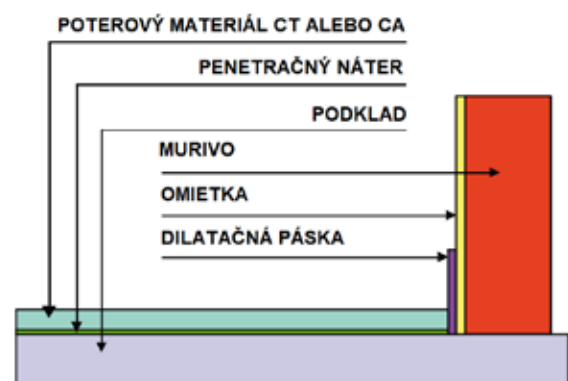 POTEROVÝ MATERIÁL CT ALEBO CA
PENETRAČNÝ NÁTER
PODKLAD
MURIVO
OMIETKA
DILATAČNÁ PÁSKA